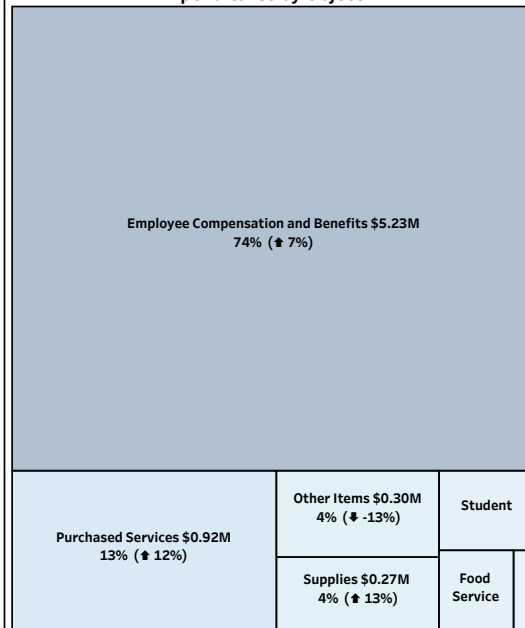 Employee Compensation and Benefits $5.23M
74% (⬆ 7%)
Purchased Services $0.92M
13% (⬆ 12%)
Other Items $0.30M
4% (⬇ -13%)
Supplies $0.27M
4% (⬆ 13%)
Student
Food
Service